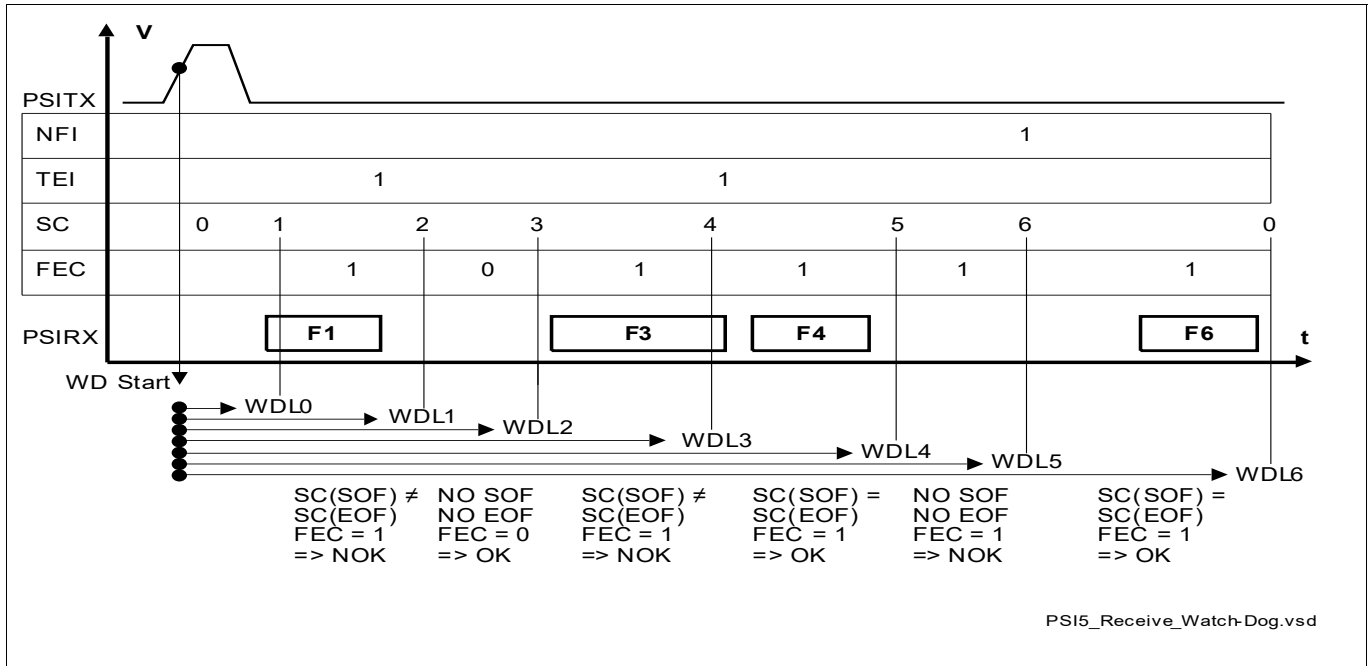 V
PSITX
NFI 1
TEI 1 1
SC 0 1 2 3 4 5 6 0
FEC 1 0 1 1 1 1
PSIRX F1 F3 F4 F6 t
WD Start
WDL0
WDL1
WDL2
WDL3
WDL4
WDL5
WDL6
SC(SOF) ≠
SC(EOF)
FEC = 1
=> NOK
NO SOF
NO EOF
FEC = 0
=> OK
SC(SOF) ≠
SC(EOF)
FEC = 1
=> NOK
SC(SOF) =
SC(EOF)
FEC = 1
=> OK
NO SOF
NO EOF
FEC = 1
=> NOK
SC(SOF) =
SC(EOF)
FEC = 1
=> OK
PSI5_Receive_Watch-Dog.vsd